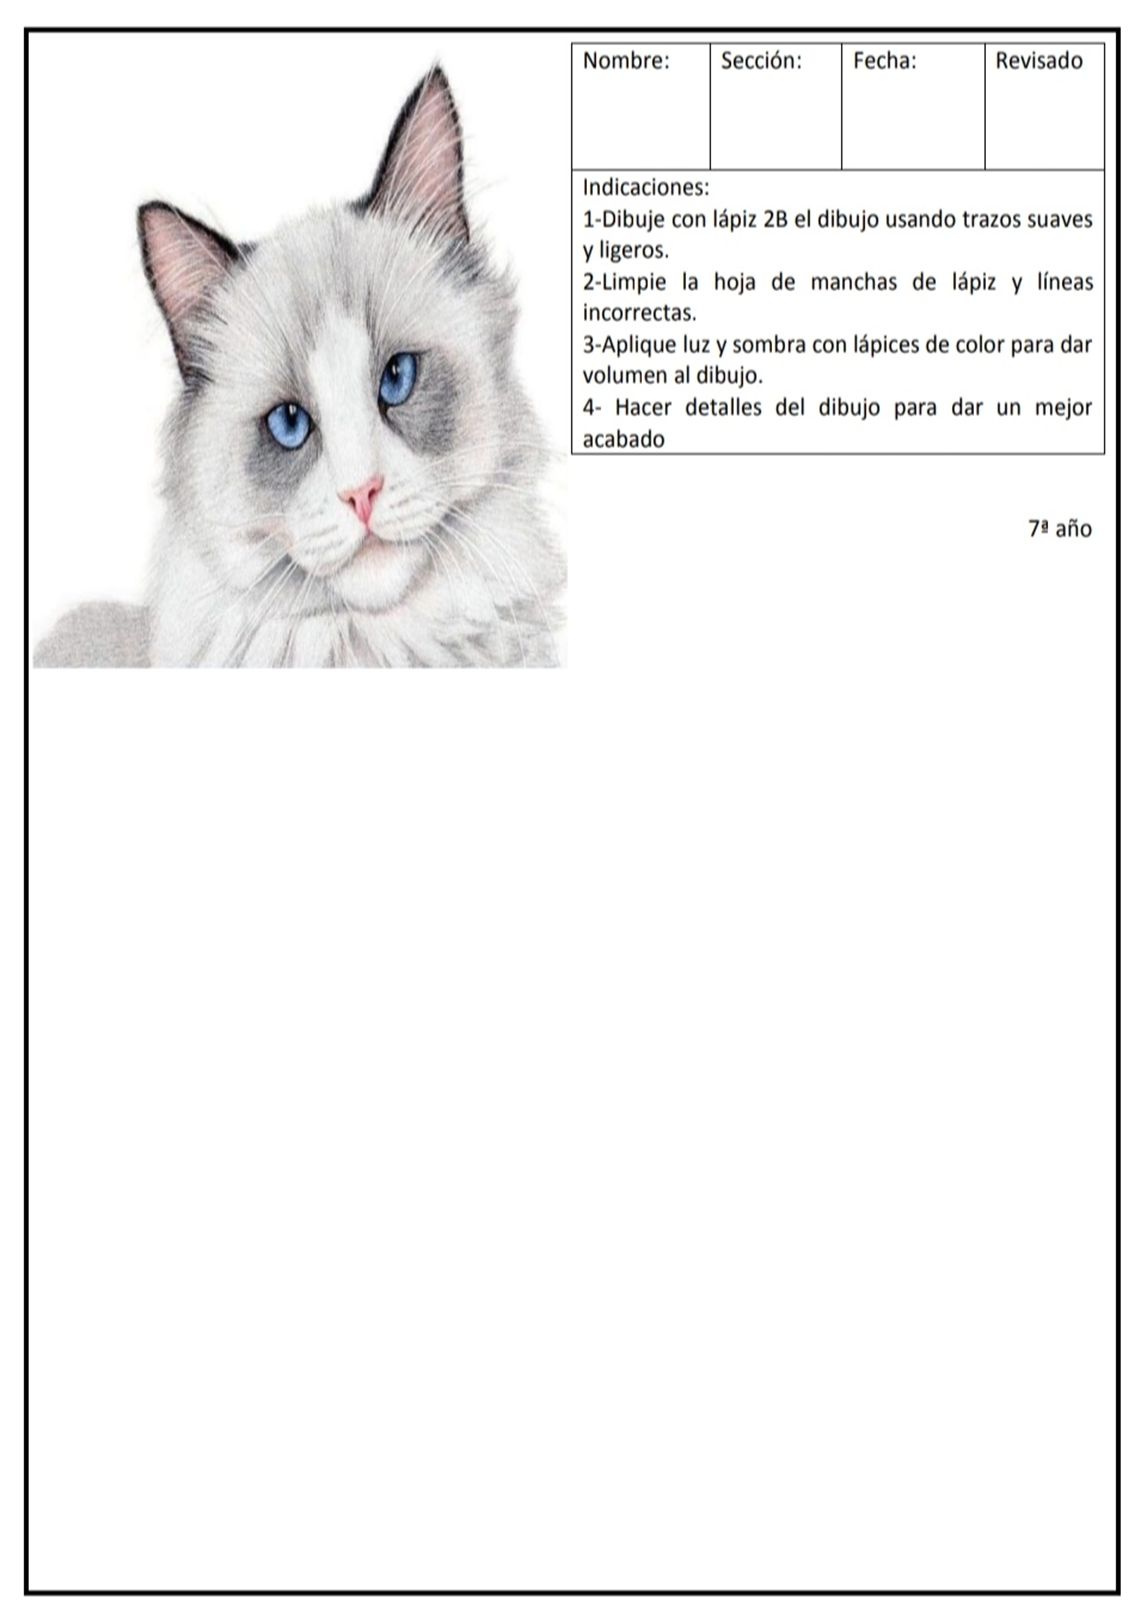 Nombre:
Sección:
Fecha:
Revisado
Indicaciones:
1-Dibuje con lápiz 2B el dibujo usando trazos suaves
y ligeros.
2-Limpie la hoja de manchas de lápiz y líneas
incorrectas.
3-Aplique luz y sombra con lápices de color para dar
volumen al dibujo.
4- Hacer detalles del dibujo para dar un mejor
acabado
7ª año